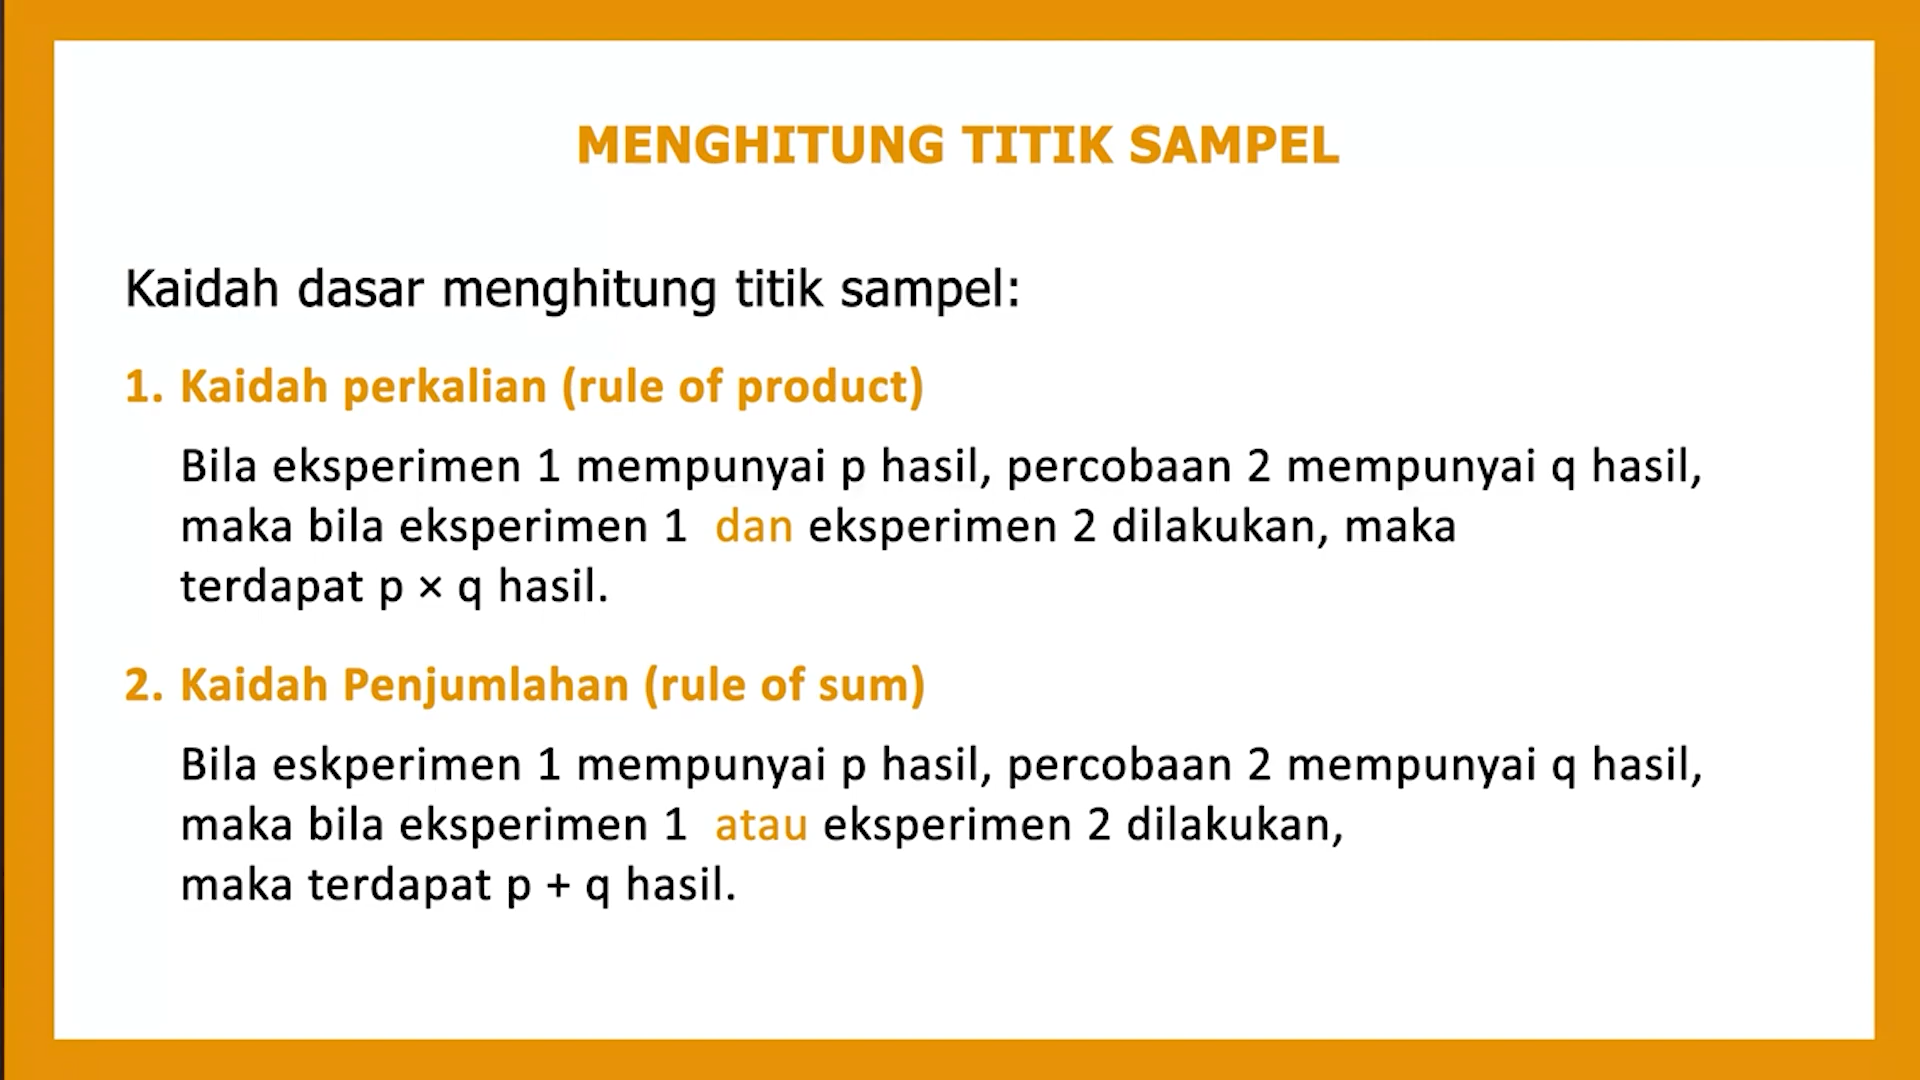 MENGHITUNG TITIK SAMPEL
Kaidah dasar menghitung titik sampel:
1. Kaidah perkalian (rule of product)
Bila eksperimen 1 mempunyai p hasil, percobaan 2 mempunyai q hasil,
maka bila eksperimen 1 dan eksperimen 2 dilakukan, maka
terdapat p × q hasil.
2. Kaidah Penjumlahan (rule of sum)
Bila eskperimen 1 mempunyai p hasil, percobaan 2 mempunyai q hasil,
maka bila eksperimen 1 atau eksperimen 2 dilakukan,
maka terdapat p + q hasil.